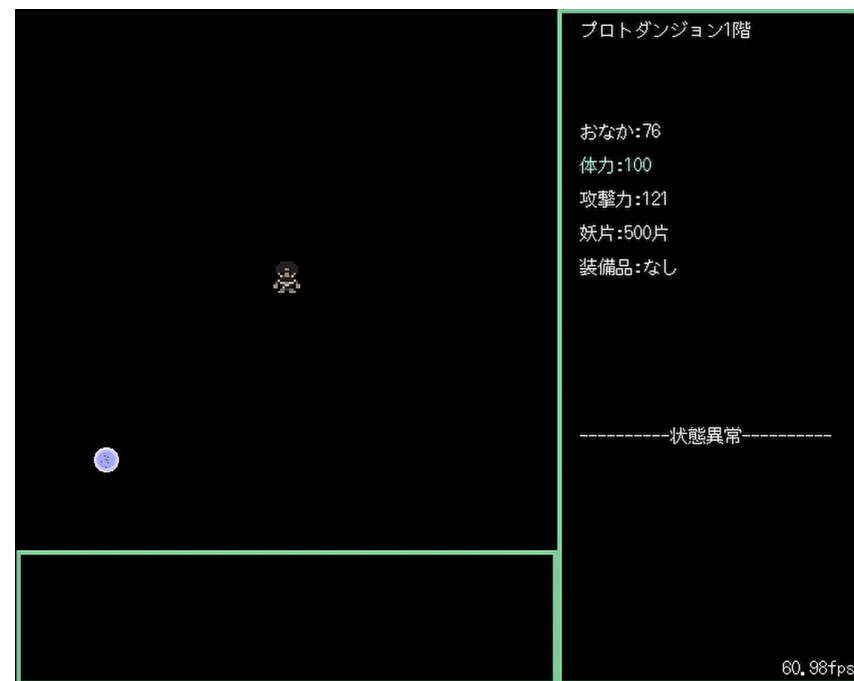 プロトダンジョン1階
おなか:76
体力:100
攻撃力:121
妖片:500片
装備品:なし
----------状態異常----------
60.98fps